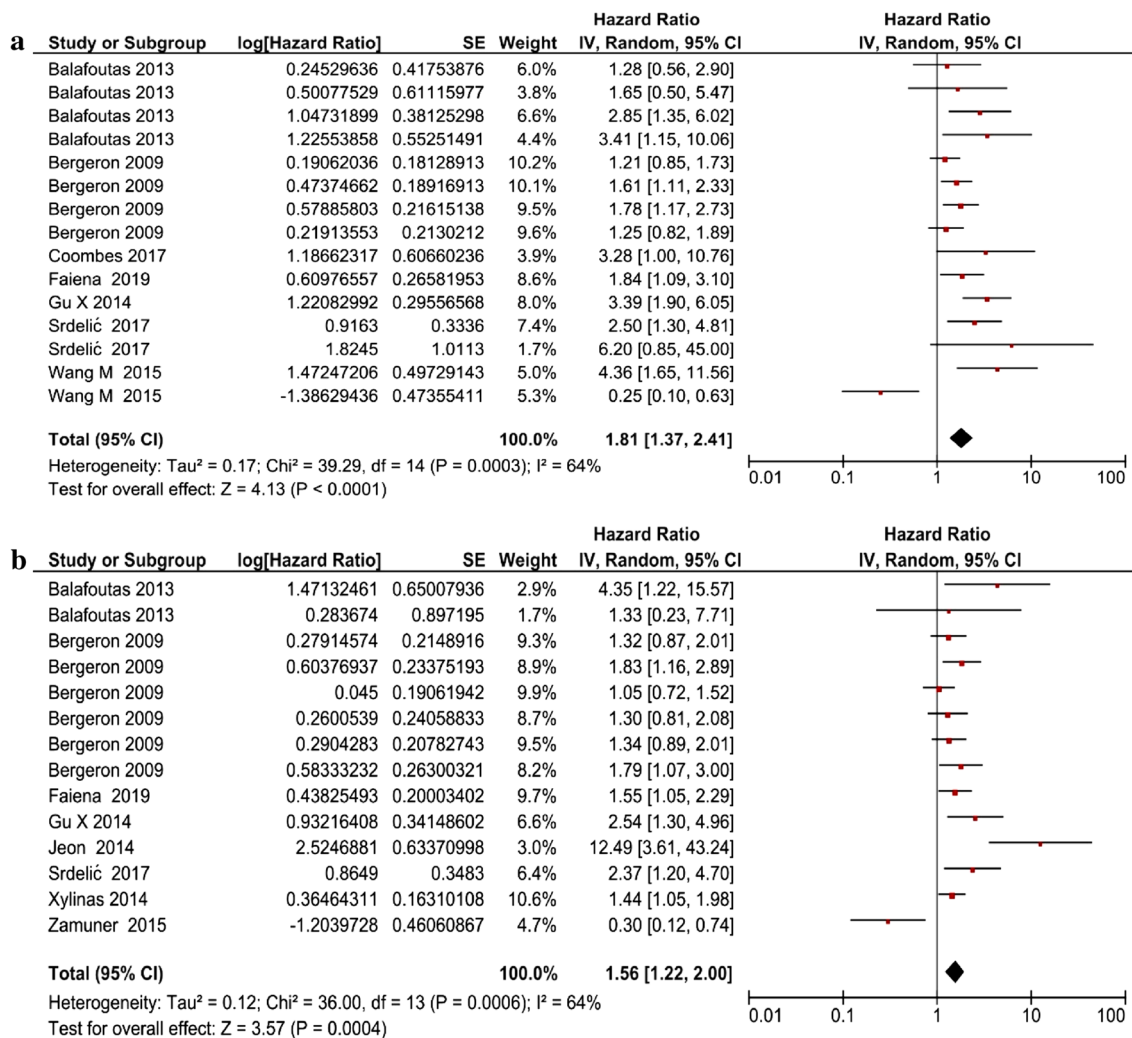 Hazard Ratio Hazard Ratio
a Study or Subgroup log[Hazard Ratio] SE Weight IV, Random, 95% CI IV, Random, 95% CI
Balafoutas 2013 0.24529636 0.41753876 6.0% 1.28 [0.56, 2.90]
Balafoutas 2013 0.50077529 0.61115977 3.8% 1.65 [0.50, 5.47]
Balafoutas 2013 1.04731899 0.38125298 6.6% 2.85 [1.35, 6.02]
Balafoutas 2013 1.22553858 0.55251491 4.4% 3.41 [1.15, 10.06]
Bergeron 2009 0.19062036 0.18128913 10.2% 1.21 [0.85, 1.73]
Bergeron 2009 0.47374662 0.18916913 10.1% 1.61 [1.11, 2.33]
Bergeron 2009 0.57885803 0.21615138 9.5% 1.78 [1.17, 2.73]
Bergeron 2009 0.21913553 0.2130212 9.6% 1.25 [0.82, 1.89]
Coombes 2017 1.18662317 0.60660236 3.9% 3.28 [1.00, 10.76]
Faiena 2019 0.60976557 0.26581953 8.6% 1.84 [1.09, 3.10]
Gu X 2014 1.22082992 0.29556568 8.0% 3.39 [1.90, 6.05]
Srdelić 2017 0.9163 0.3336 7.4% 2.50 [1.30, 4.81]
Srdelić 2017 1.8245 1.0113 1.7% 6.20 [0.85, 45.00]
Wang M 2015 1.47247206 0.49729143 5.0% 4.36 [1.65, 11.56]
Wang M 2015 -1.38629436 0.47355411 5.3% 0.25 [0.10, 0.63]
Total (95% CI) 100.0% 1.81 [1.37, 2.41]
Heterogeneity: Tau² = 0.17; Chi² = 39.29, df = 14 (P = 0.0003); I² = 64%
Test for overall effect: Z = 4.13 (P < 0.0001)
0.01 0.1 1 10 100
Hazard Ratio Hazard Ratio
b Study or Subgroup log[Hazard Ratio] SE Weight IV, Random, 95% CI IV, Random, 95% CI
Balafoutas 2013 1.47132461 0.65007936 2.9% 4.35 [1.22, 15.57]
Balafoutas 2013 0.283674 0.897195 1.7% 1.33 [0.23, 7.71]
Bergeron 2009 0.27914574 0.2148916 9.3% 1.32 [0.87, 2.01]
Bergeron 2009 0.60376937 0.23375193 8.9% 1.83 [1.16, 2.89]
Bergeron 2009 0.045 0.19061942 9.9% 1.05 [0.72, 1.52]
Bergeron 2009 0.2600539 0.24058833 8.7% 1.30 [0.81, 2.08]
Bergeron 2009 0.2904283 0.20782743 9.5% 1.34 [0.89, 2.01]
Bergeron 2009 0.58333232 0.26300321 8.2% 1.79 [1.07, 3.00]
Faiena 2019 0.43825493 0.20003402 9.7% 1.55 [1.05, 2.29]
Gu X 2014 0.93216408 0.34148602 6.6% 2.54 [1.30, 4.96]
Jeon 2014 2.5246881 0.63370998 3.0% 12.49 [3.61, 43.24]
Srdelić 2017 0.8649 0.3483 6.4% 2.37 [1.20, 4.70]
Xylinas 2014 0.36464311 0.16310108 10.6% 1.44 [1.05, 1.98]
Zamuner 2015 -1.2039728 0.46060867 4.7% 0.30 [0.12, 0.74]
Total (95% CI) 100.0% 1.56 [1.22, 2.00]
Heterogeneity: Tau² = 0.12; Chi² = 36.00, df = 13 (P = 0.0006); I² = 64%
Test for overall effect: Z = 3.57 (P = 0.0004)
0.01 0.1 1 10 100